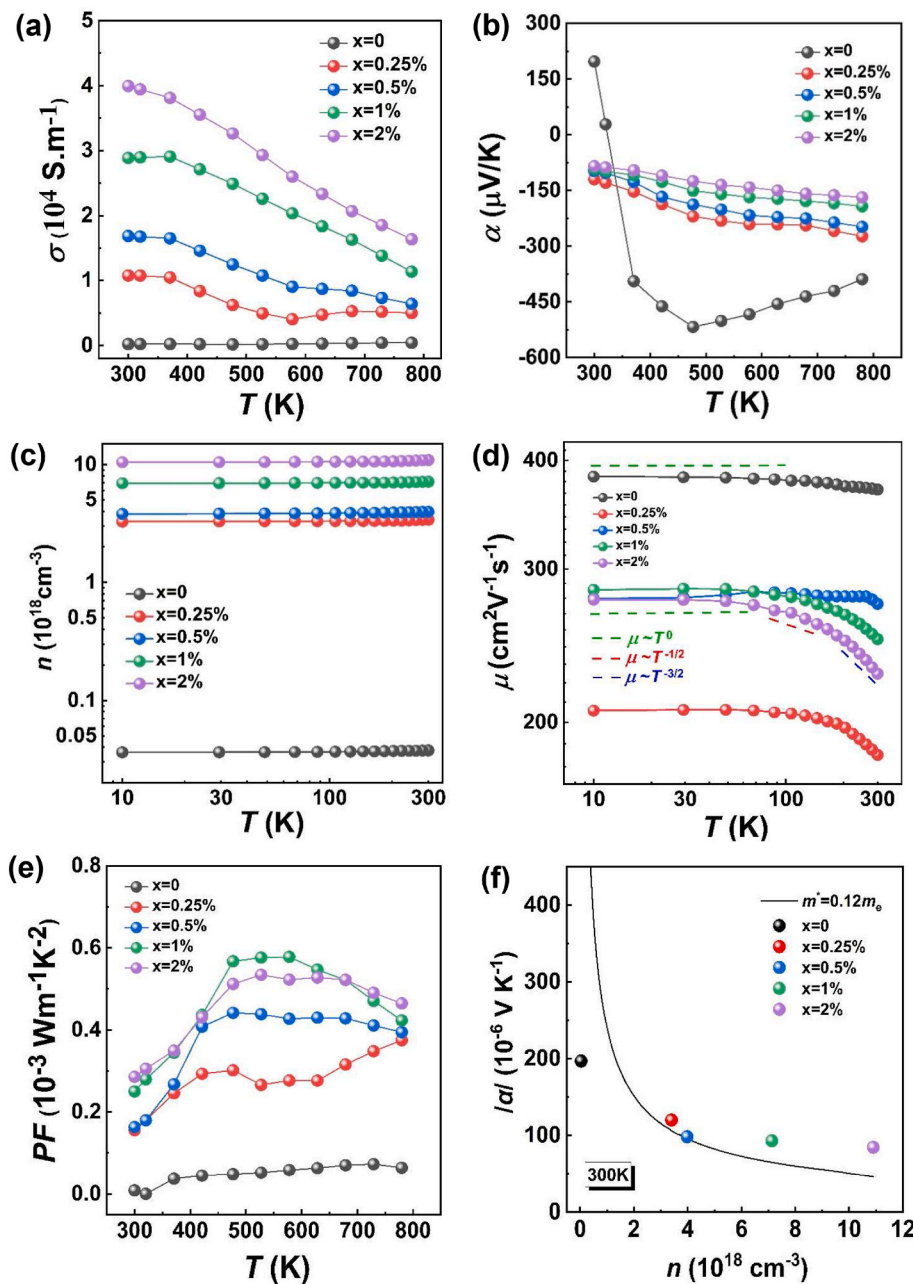 (a)
5
4
3
2
1
0
σ (10⁴ S.m⁻¹)
x=0
x=0.25%
x=0.5%
x=1%
x=2%
300 400 500 600 700 800
T (K)
(b)
300
150
0
-150
-300
-450
-600
α (μV/K)
x=0
x=0.25%
x=0.5%
x=1%
x=2%
300 400 500 600 700 800
T (K)
(c)
10
5
1
0.5
0.1
0.05
n (10¹⁸cm⁻³)
x=0
x=0.25%
x=0.5%
x=1%
x=2%
10 30 100 300
T (K)
(d)
400
300
200
μ(cm²V⁻¹s⁻¹)
x=0
x=0.25%
x=0.5%
x=1%
x=2%
μ~T⁰
μ~T⁻¹/²
μ~T⁻³/²
10 30 100 300
T (K)
(e)
0.8
0.6
0.4
0.2
0.0
PF (10⁻³ Wm⁻¹K⁻²)
x=0
x=0.25%
x=0.5%
x=1%
x=2%
300 400 500 600 700 800
T (K)
(f)
400
300
200
100
0
/α/ (10⁻⁶ V K⁻¹)
m*=0.12mₑ
x=0
x=0.25%
x=0.5%
x=1%
x=2%
300K
0 2 4 6 8 10 12
n (10¹⁸ cm⁻³)